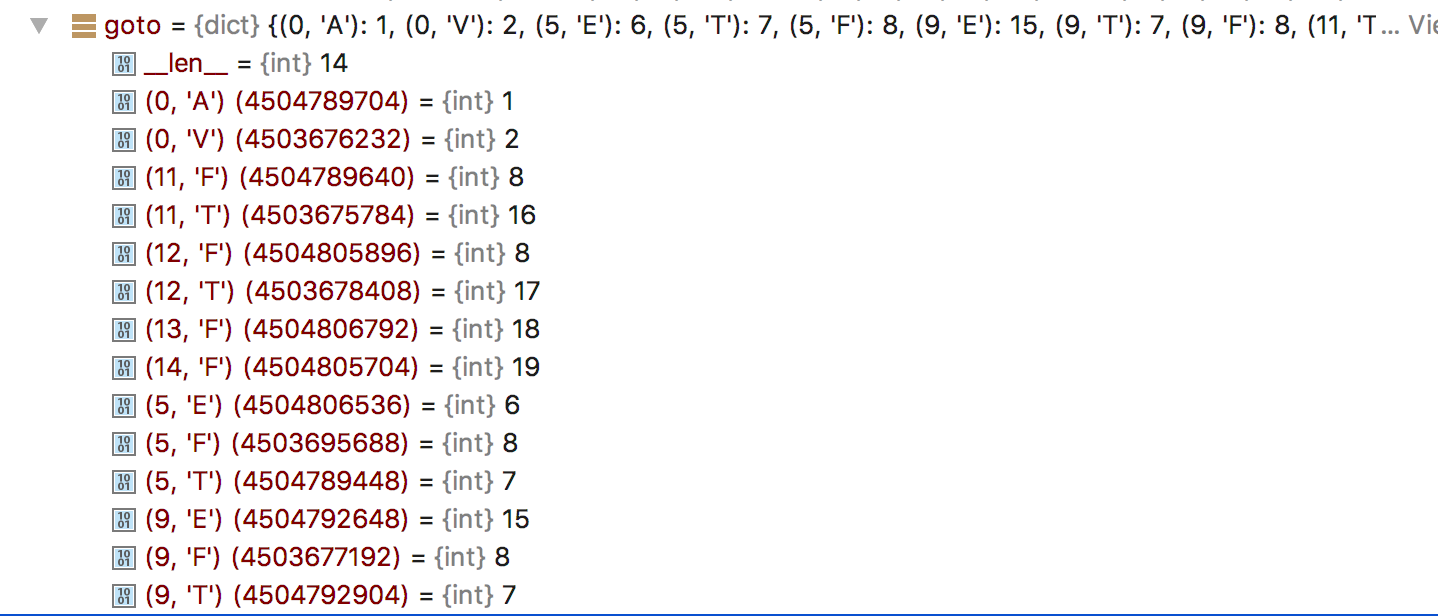 goto = {dict} {(0, 'A'): 1, (0, 'V'): 2, (5, 'E'): 6, (5, 'T'): 7, (5, 'F'): 8, (9, 'E'): 15, (9, 'T'): 7, (9, 'F'): 8, (11, 'T... Vie
__len__ = {int} 14
(0, 'A') (4504789704) = {int} 1
(0, 'V') (4503676232) = {int} 2
(11, 'F') (4504789640) = {int} 8
(11, 'T') (4503675784) = {int} 16
(12, 'F') (4504805896) = {int} 8
(12, 'T') (4503678408) = {int} 17
(13, 'F') (4504806792) = {int} 18
(14, 'F') (4504805704) = {int} 19
(5, 'E') (4504806536) = {int} 6
(5, 'F') (4503695688) = {int} 8
(5, 'T') (4504789448) = {int} 7
(9, 'E') (4504792648) = {int} 15
(9, 'F') (4503677192) = {int} 8
(9, 'T') (4504792904) = {int} 7